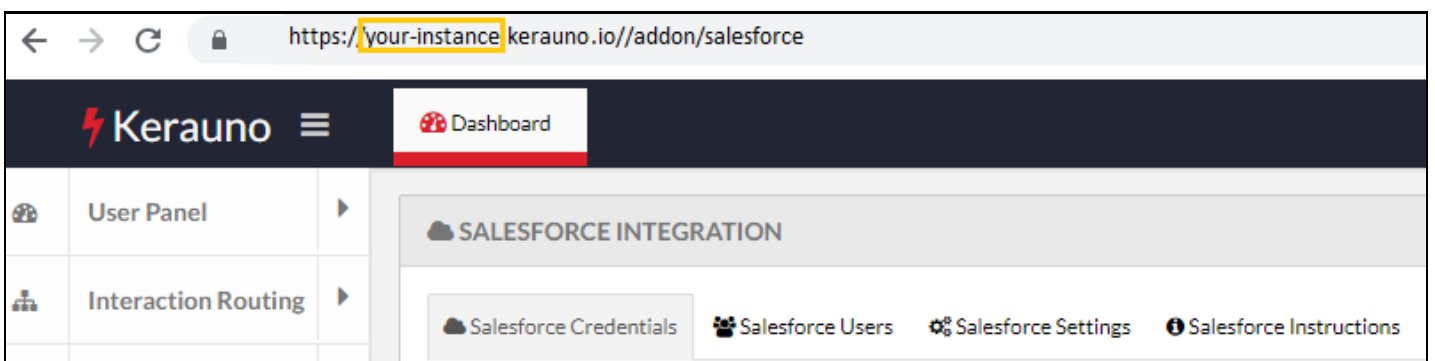 https://your-instance.kerauno.io//addon/salesforce
Kerauno
Dashboard
User Panel
SALESFORCE INTEGRATION
Interaction Routing
Salesforce Credentials Salesforce Users Salesforce Settings Salesforce Instructions